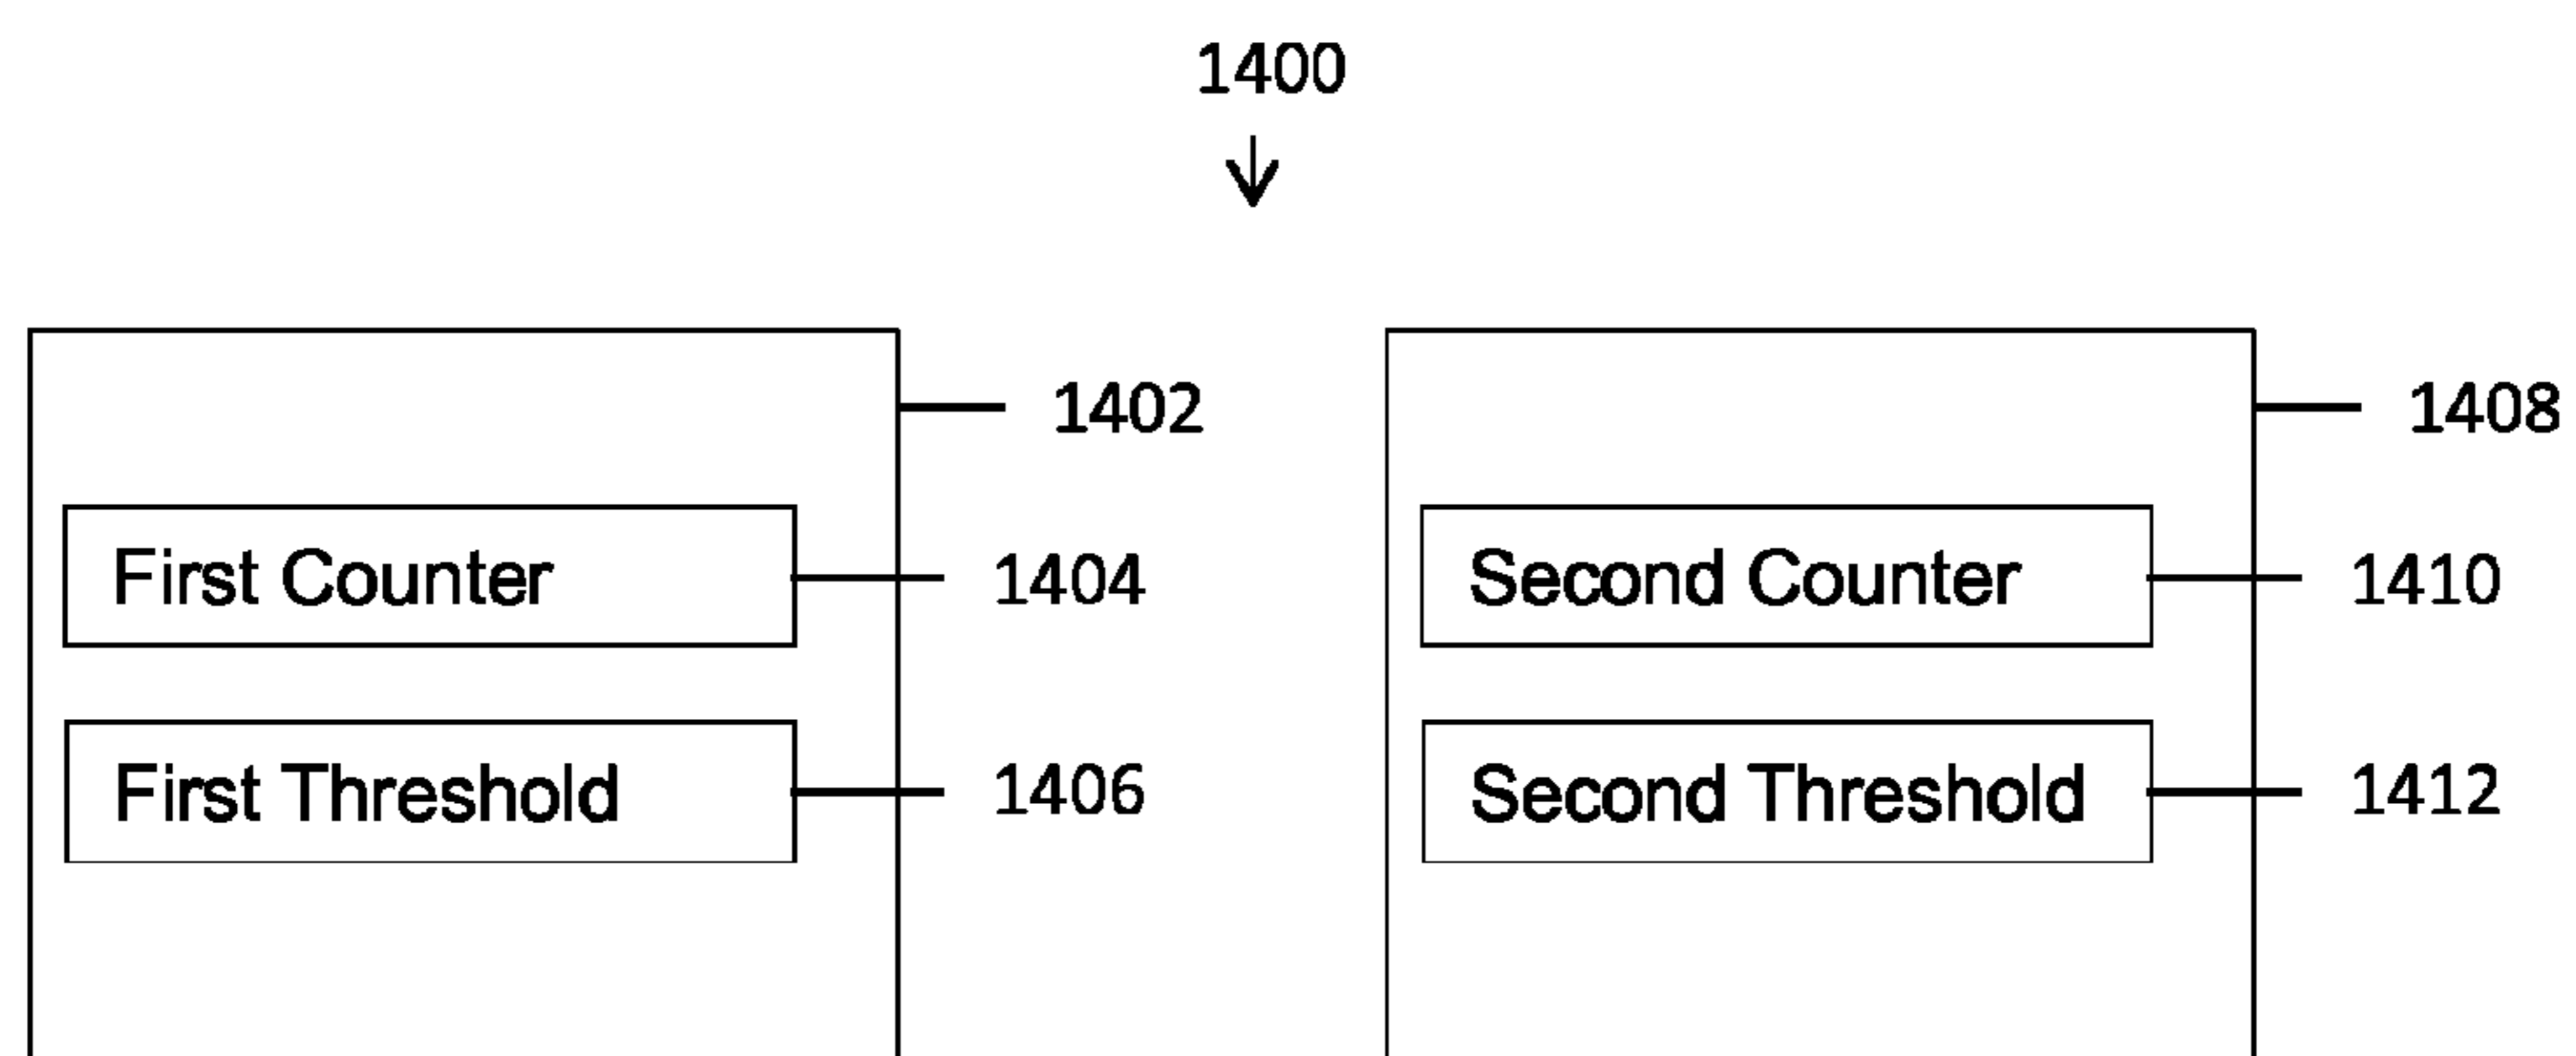 1400
1402
1408
First Counter
1404
Second Counter
1410
First Threshold
1406
Second Threshold
1412